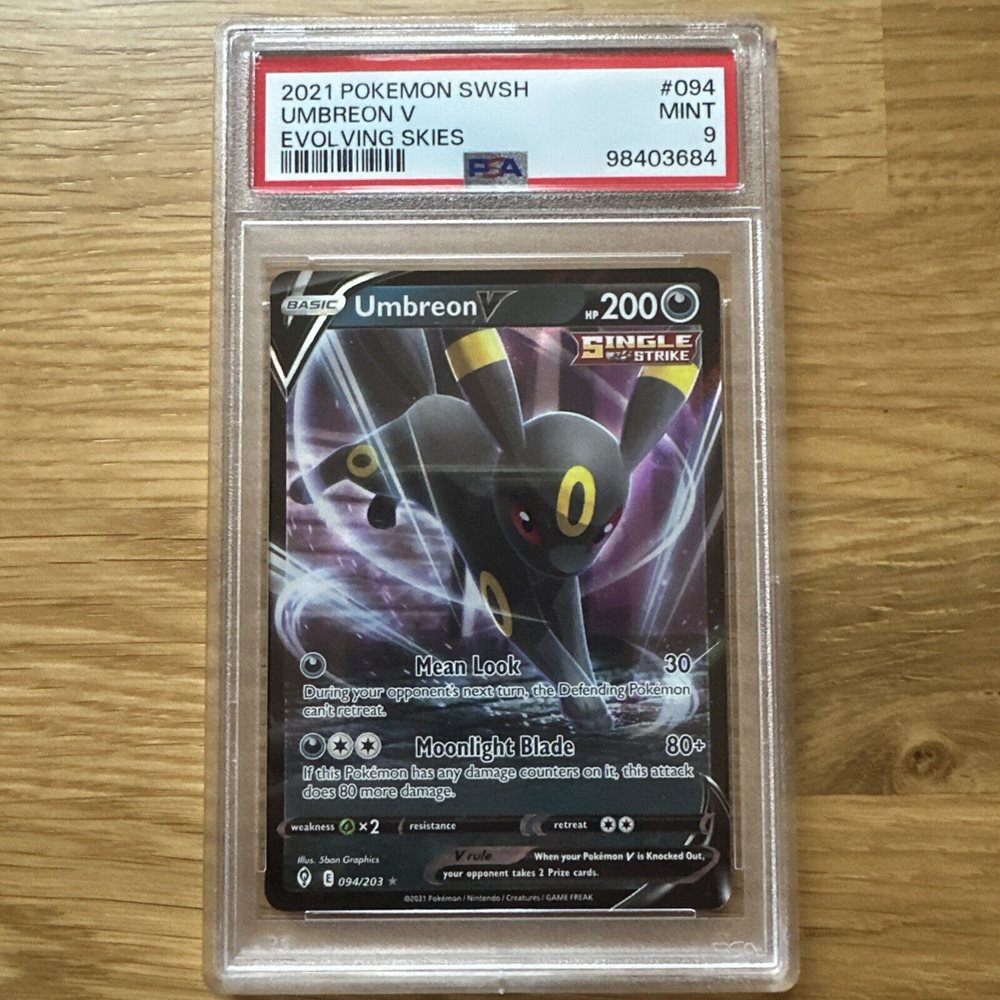 2021 POKEMON SWSH #094
UMBREON V MINT
EVOLVING SKIES 9
PSA 98403684
BASIC Umbreon V HP 200
SINGLE STRIKE
Mean Look 30
During your opponent's next turn, the Defending Pokémon
can't retreat.
Moonlight Blade 80+
If this Pokémon has any damage counters on it, this attack
does 80 more damage.
weakness ×2 resistance retreat
Illus. 5ban Graphics
V rule When your Pokémon V is Knocked Out,
your opponent takes 2 Prize cards.
E 094/203 ★
©2021 Pokémon / Nintendo / Creatures / GAME FREAK
PSA